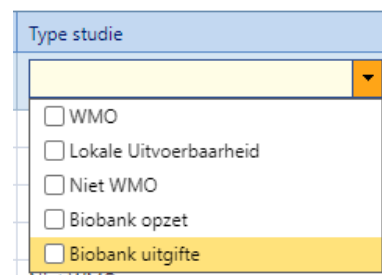 Type studie
WMO
Lokale Uitvoerbaarheid
Niet WMO
Biobank opzet
Biobank uitgifte